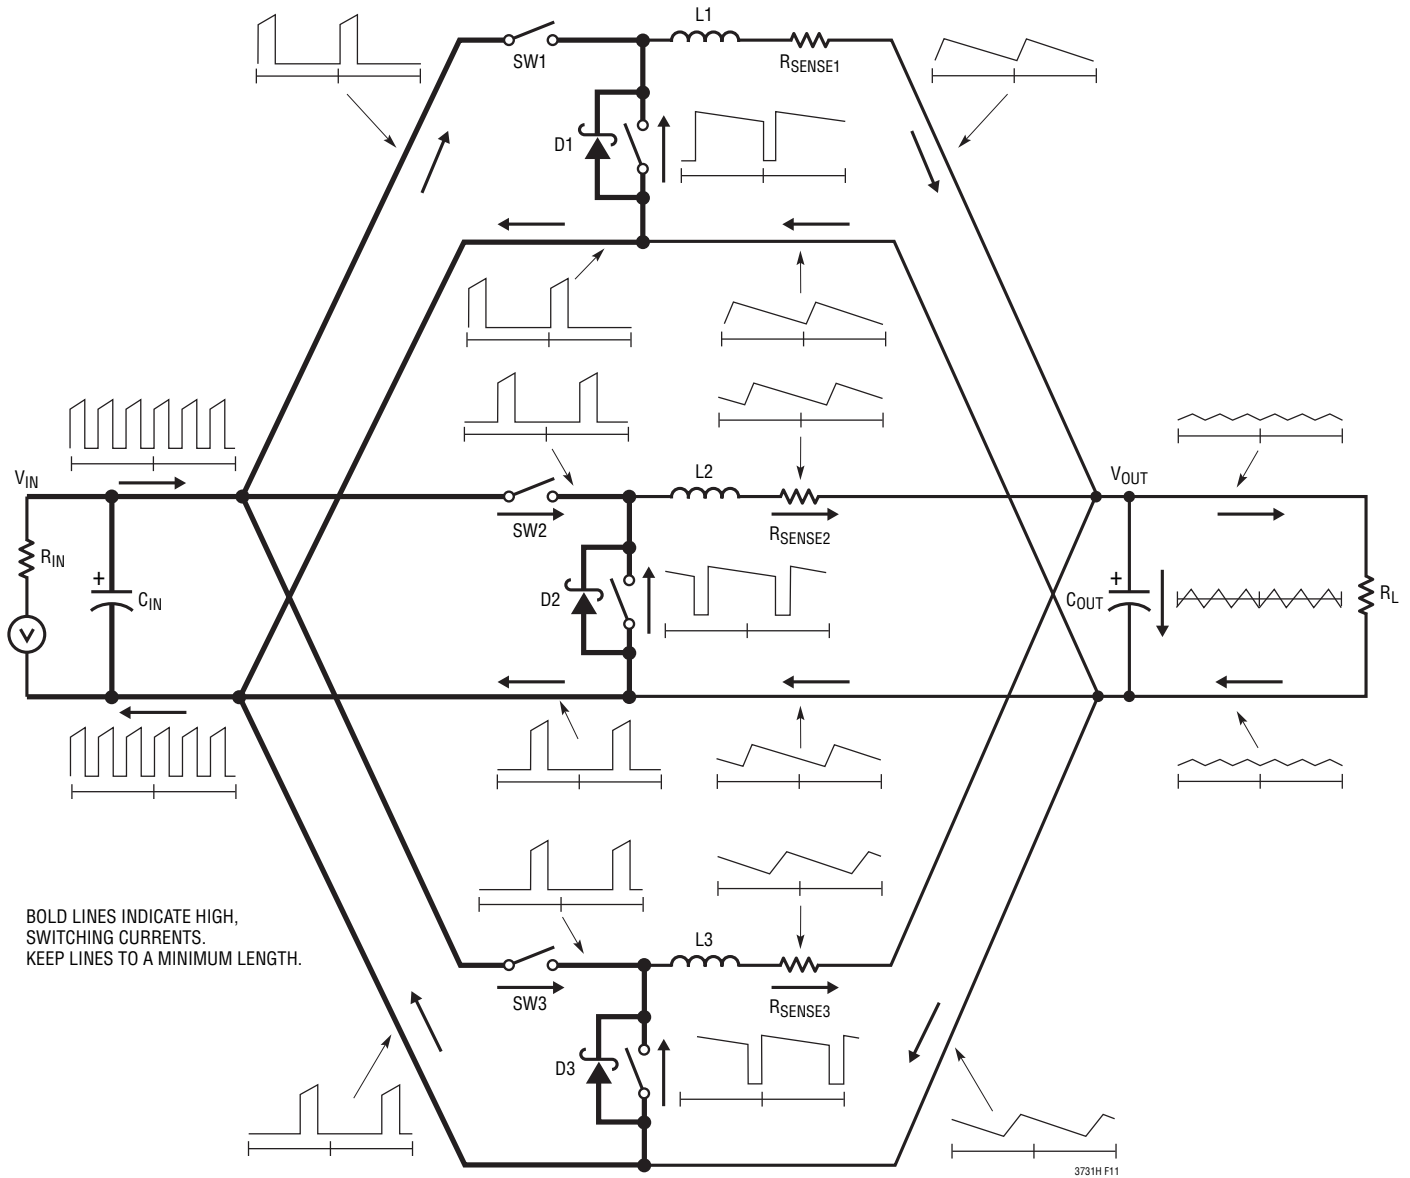 L1
SW1
RSENSE1
D1
VIN
L2
VOUT
SW2
RSENSE2
RIN
+
CIN
D2
+
COUT
RL
V
BOLD LINES INDICATE HIGH,
SWITCHING CURRENTS.
KEEP LINES TO A MINIMUM LENGTH.
L3
SW3
RSENSE3
D3
3731H F11